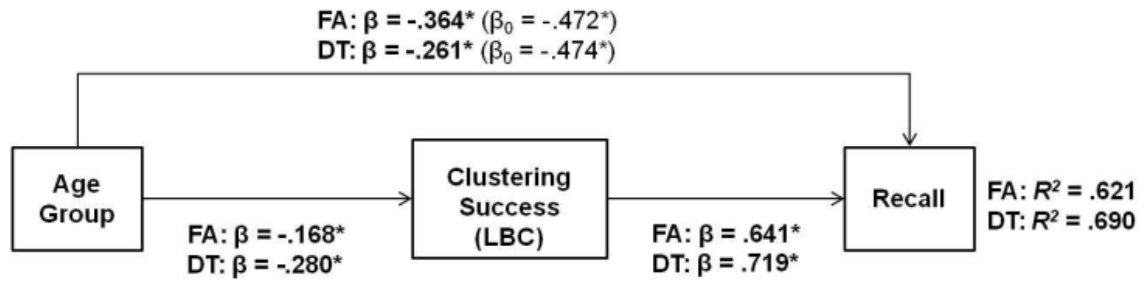 FA: β = -.364* (β₀ = -.472*)
DT: β = -.261* (β₀ = -.474*)
Age
Group
Clustering
Success
(LBC)
Recall
FA: R² = .621
DT: R² = .690
FA: β = -.168*
DT: β = -.280*
FA: β = .641*
DT: β = .719*